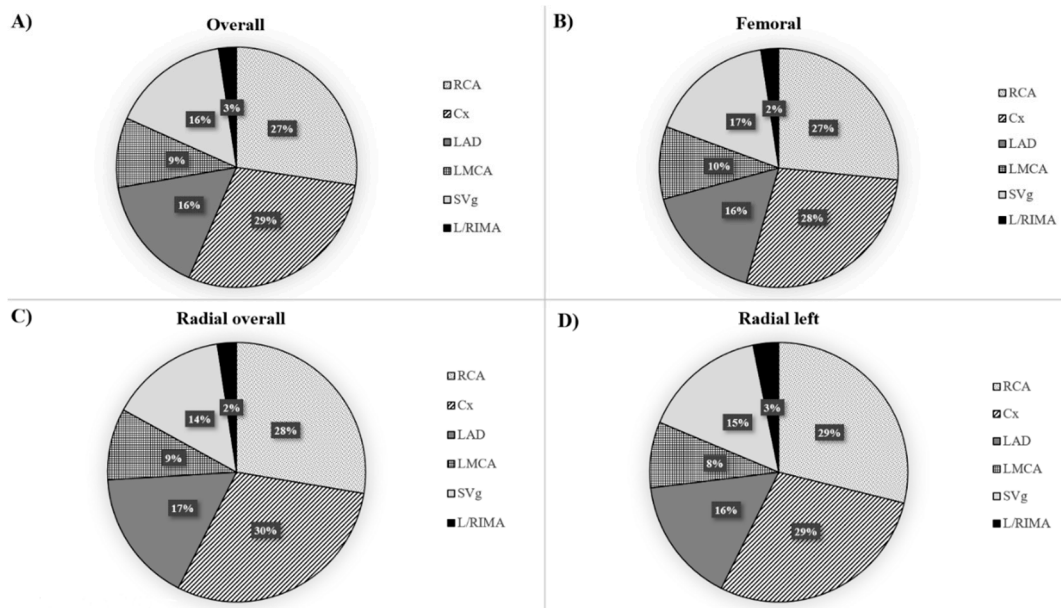 A)
Overall
27%
29%
16%
9%
16%
3%
RCA
Cx
LAD
LMCA
SVg
L/RIMA
B)
Femoral
27%
28%
16%
10%
17%
2%
RCA
Cx
LAD
LMCA
SVg
L/RIMA
C)
Radial overall
28%
30%
17%
9%
14%
2%
RCA
Cx
LAD
LMCA
SVg
L/RIMA
D)
Radial left
29%
29%
16%
8%
15%
3%
RCA
Cx
LAD
LMCA
SVg
L/RIMA